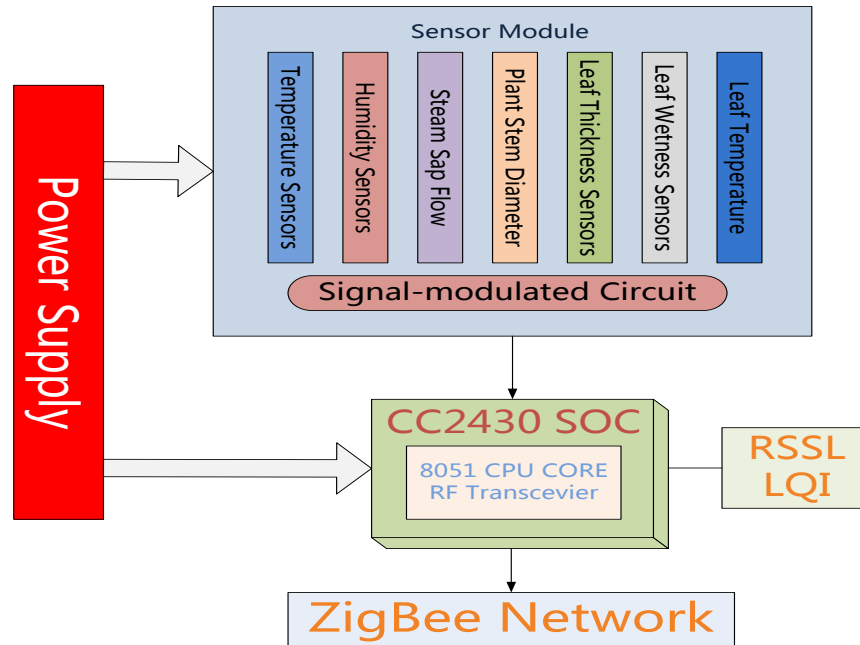 Sensor Module
Power Supply
Temperature Sensors
Humidity Sensors
Steam Sap Flow
Plant Stem Diameter
Leaf Thickness Sensors
Leaf Wetness Sensors
Leaf Temperature
Signal-modulated Circuit
CC2430 SOC
8051 CPU CORE
RF Transcevier
RSSL
LQI
ZigBee Network